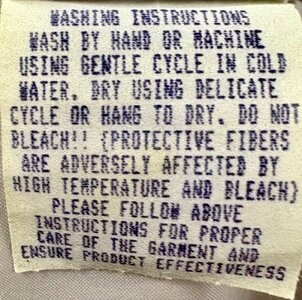 WASHING INSTRUCTIONS
WASH BY HAND OR MACHINE
USING GENTLE CYCLE IN COLD
WATER. DRY USING DELICATE
CYCLE OR HANG TO DRY. DO NOT
BLEACH!! (PROTECTIVE FIBERS
ARE ADVERSELY AFFECTED BY
HIGH TEMPERATURE AND BLEACH)
PLEASE FOLLOW ABOVE
INSTRUCTIONS FOR PROPER
CARE OF THE GARMENT AND
ENSURE PRODUCT EFFECTIVENESS